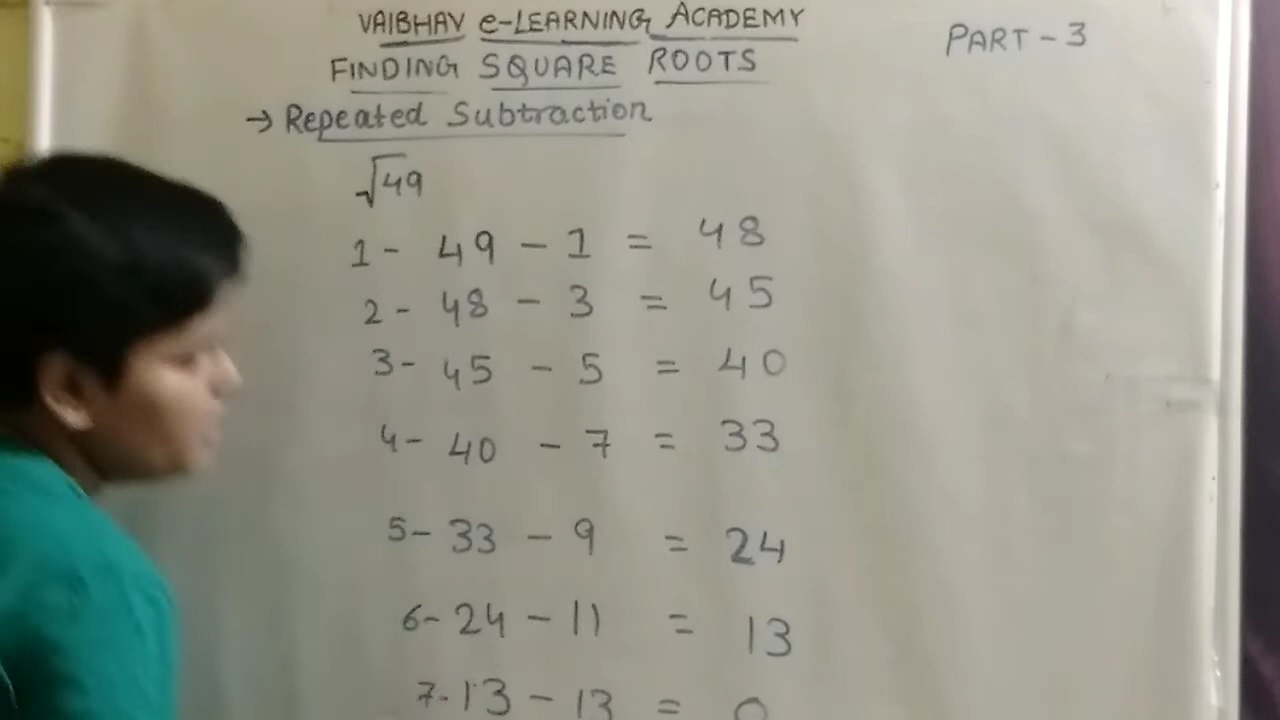 VAIBHAV e-LEARNING ACADEMY
PART - 3
FINDING SQUARE ROOTS
→ Repeated Subtraction
√49
1 - 49 - 1 = 48
2 - 48 - 3 = 45
3 - 45 - 5 = 40
4 - 40 - 7 = 33
5 - 33 - 9 = 24
6 - 24 - 11 = 13
7 - 13 - 13 = 0